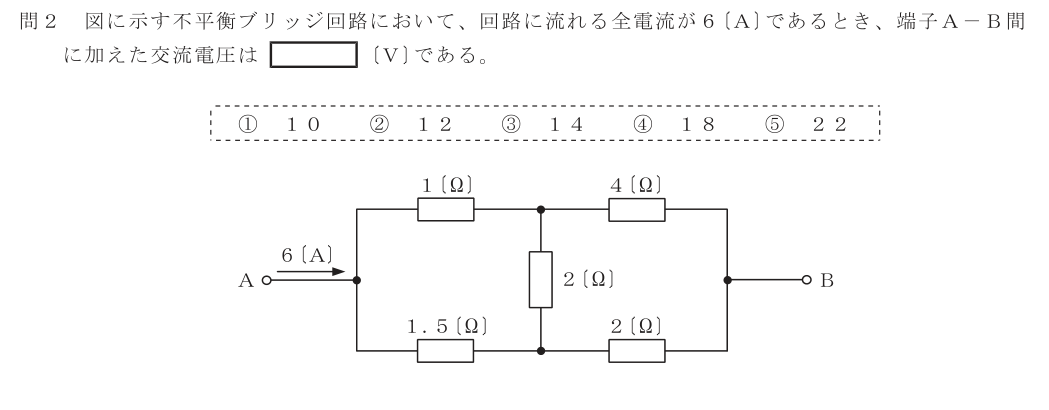 問２　図に示す不平衡ブリッジ回路において、回路に流れる全電流が６〔Ａ〕であるとき、端子Ａ－Ｂ間
に加えた交流電圧は　　　〔Ｖ〕である。
①　１０　②　１２　③　１４　④　１８　⑤　２２
１〔Ω〕　４〔Ω〕
６〔Ａ〕
Ａ　２〔Ω〕　Ｂ
１.５〔Ω〕　２〔Ω〕